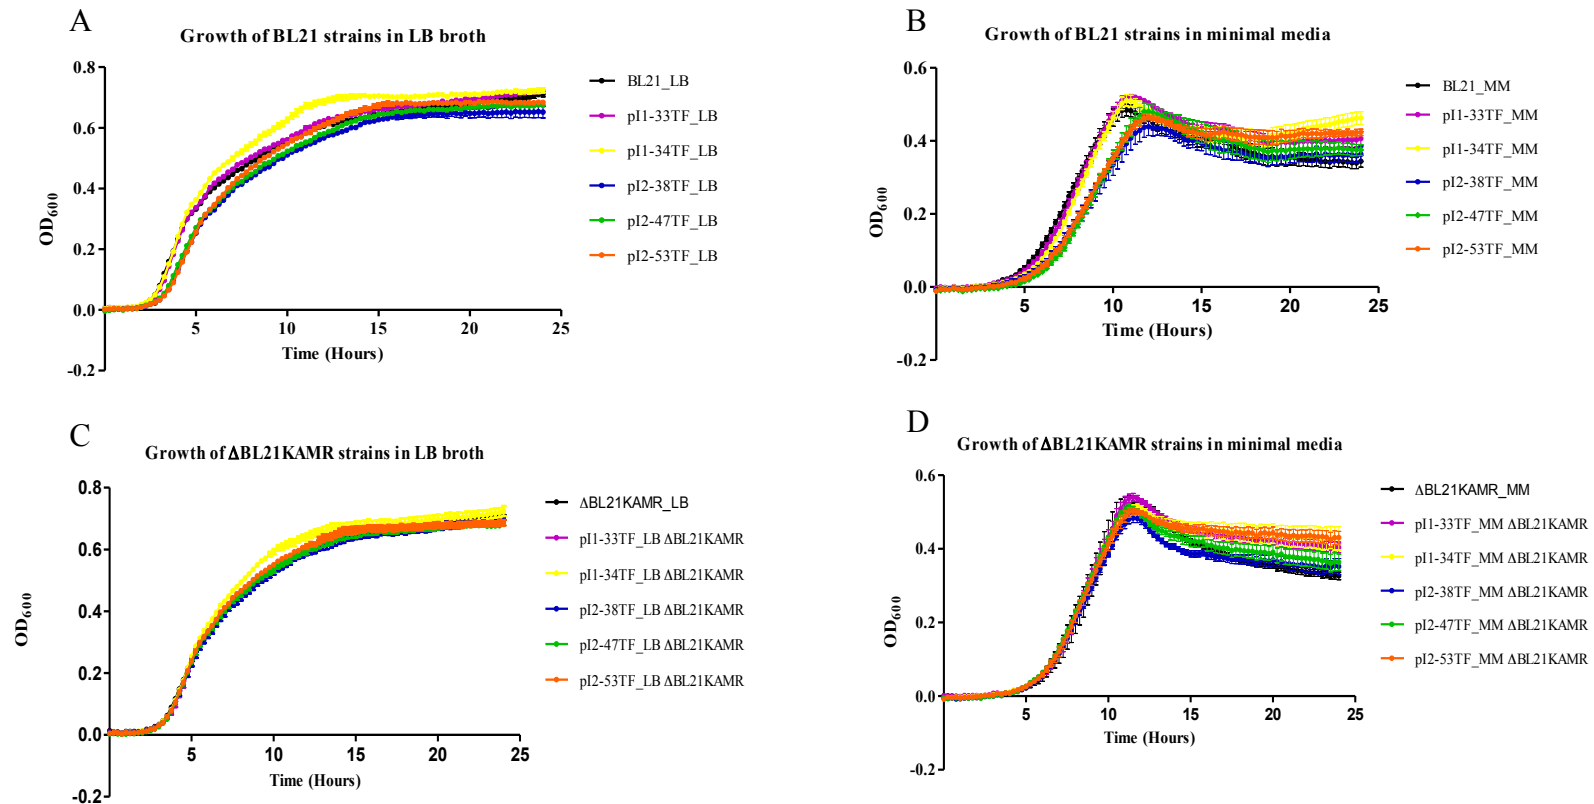 A
Growth of BL21 strains in LB broth
0.8
0.6
0.4
0.2
0.0
-0.2
OD600
5
10
15
20
25
Time (Hours)
BL21_LB
pI1-33TF_LB
pI1-34TF_LB
pI2-38TF_LB
pI2-47TF_LB
pI2-53TF_LB
B
Growth of BL21 strains in minimal media
0.6
0.4
0.2
0.0
-0.2
OD600
5
10
15
20
25
Time (Hours)
BL21_MM
pI1-33TF_MM
pI1-34TF_MM
pI2-38TF_MM
pI2-47TF_MM
pI2-53TF_MM
C
Growth of ΔBL21KAMR strains in LB broth
0.8
0.6
0.4
0.2
0.0
-0.2
OD600
5
10
15
20
25
Time (Hours)
ΔBL21KAMR_LB
pI1-33TF_LB ΔBL21KAMR
pI1-34TF_LB ΔBL21KAMR
pI2-38TF_LB ΔBL21KAMR
pI2-47TF_LB ΔBL21KAMR
pI2-53TF_LB ΔBL21KAMR
D
Growth of ΔBL21KAMR strains in minimal media
0.6
0.4
0.2
0.0
-0.2
OD600
5
10
15
20
25
Time (Hours)
ΔBL21KAMR_MM
pI1-33TF_MM ΔBL21KAMR
pI1-34TF_MM ΔBL21KAMR
pI2-38TF_MM ΔBL21KAMR
pI2-47TF_MM ΔBL21KAMR
pI2-53TF_MM ΔBL21KAMR